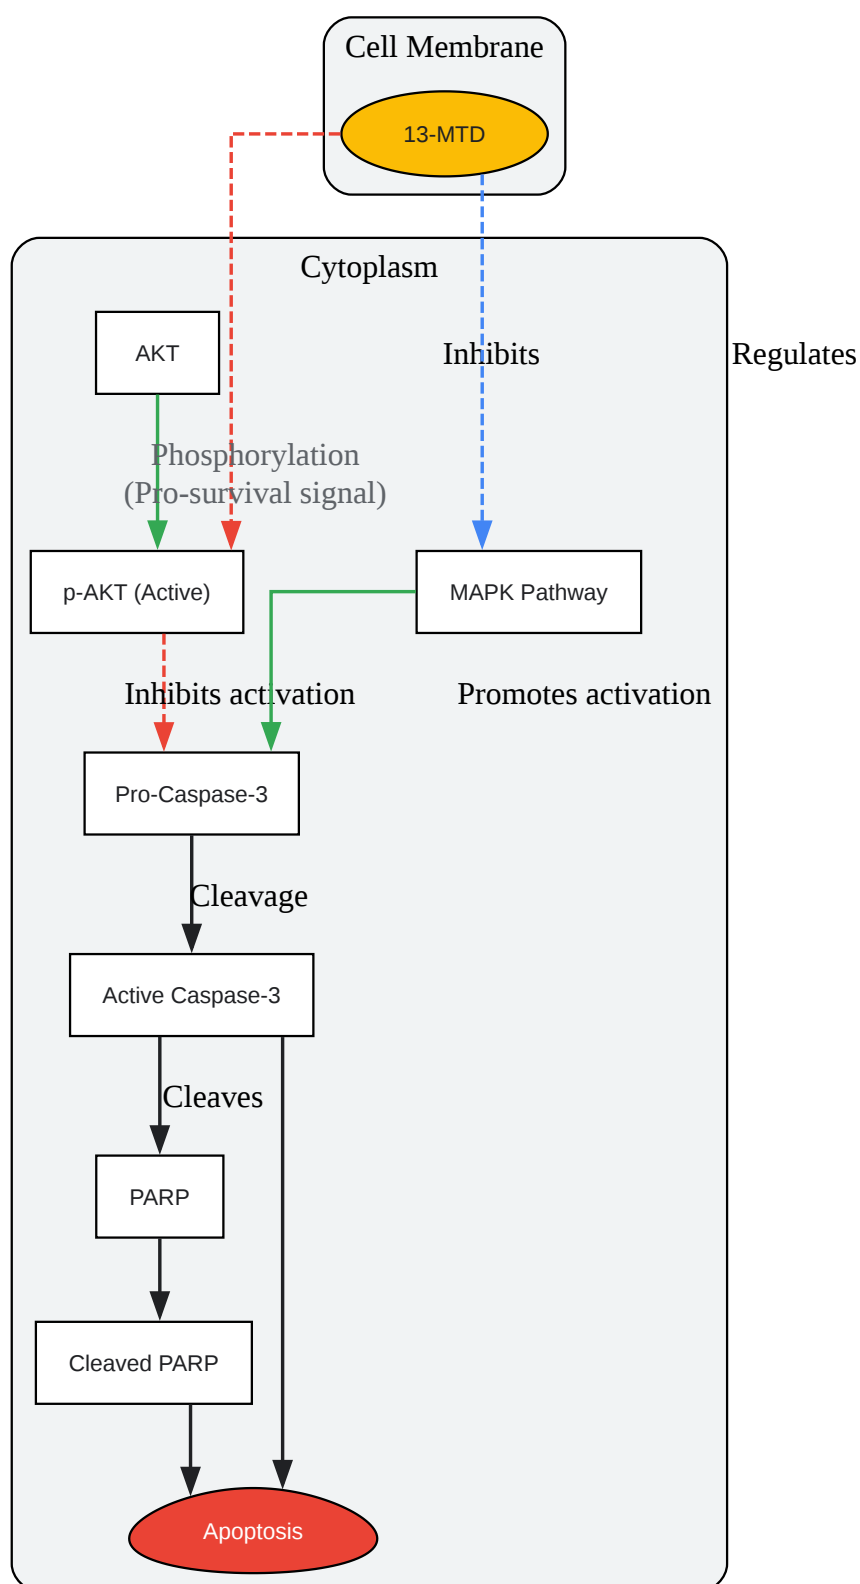 Cell Membrane
13-MTD
Cytoplasm
AKT
Inhibits
Regulates
Phosphorylation
(Pro-survival signal)
p-AKT (Active)
MAPK Pathway
Inhibits activation
Promotes activation
Pro-Caspase-3
Cleavage
Active Caspase-3
Cleaves
PARP
Cleaved PARP
Apoptosis